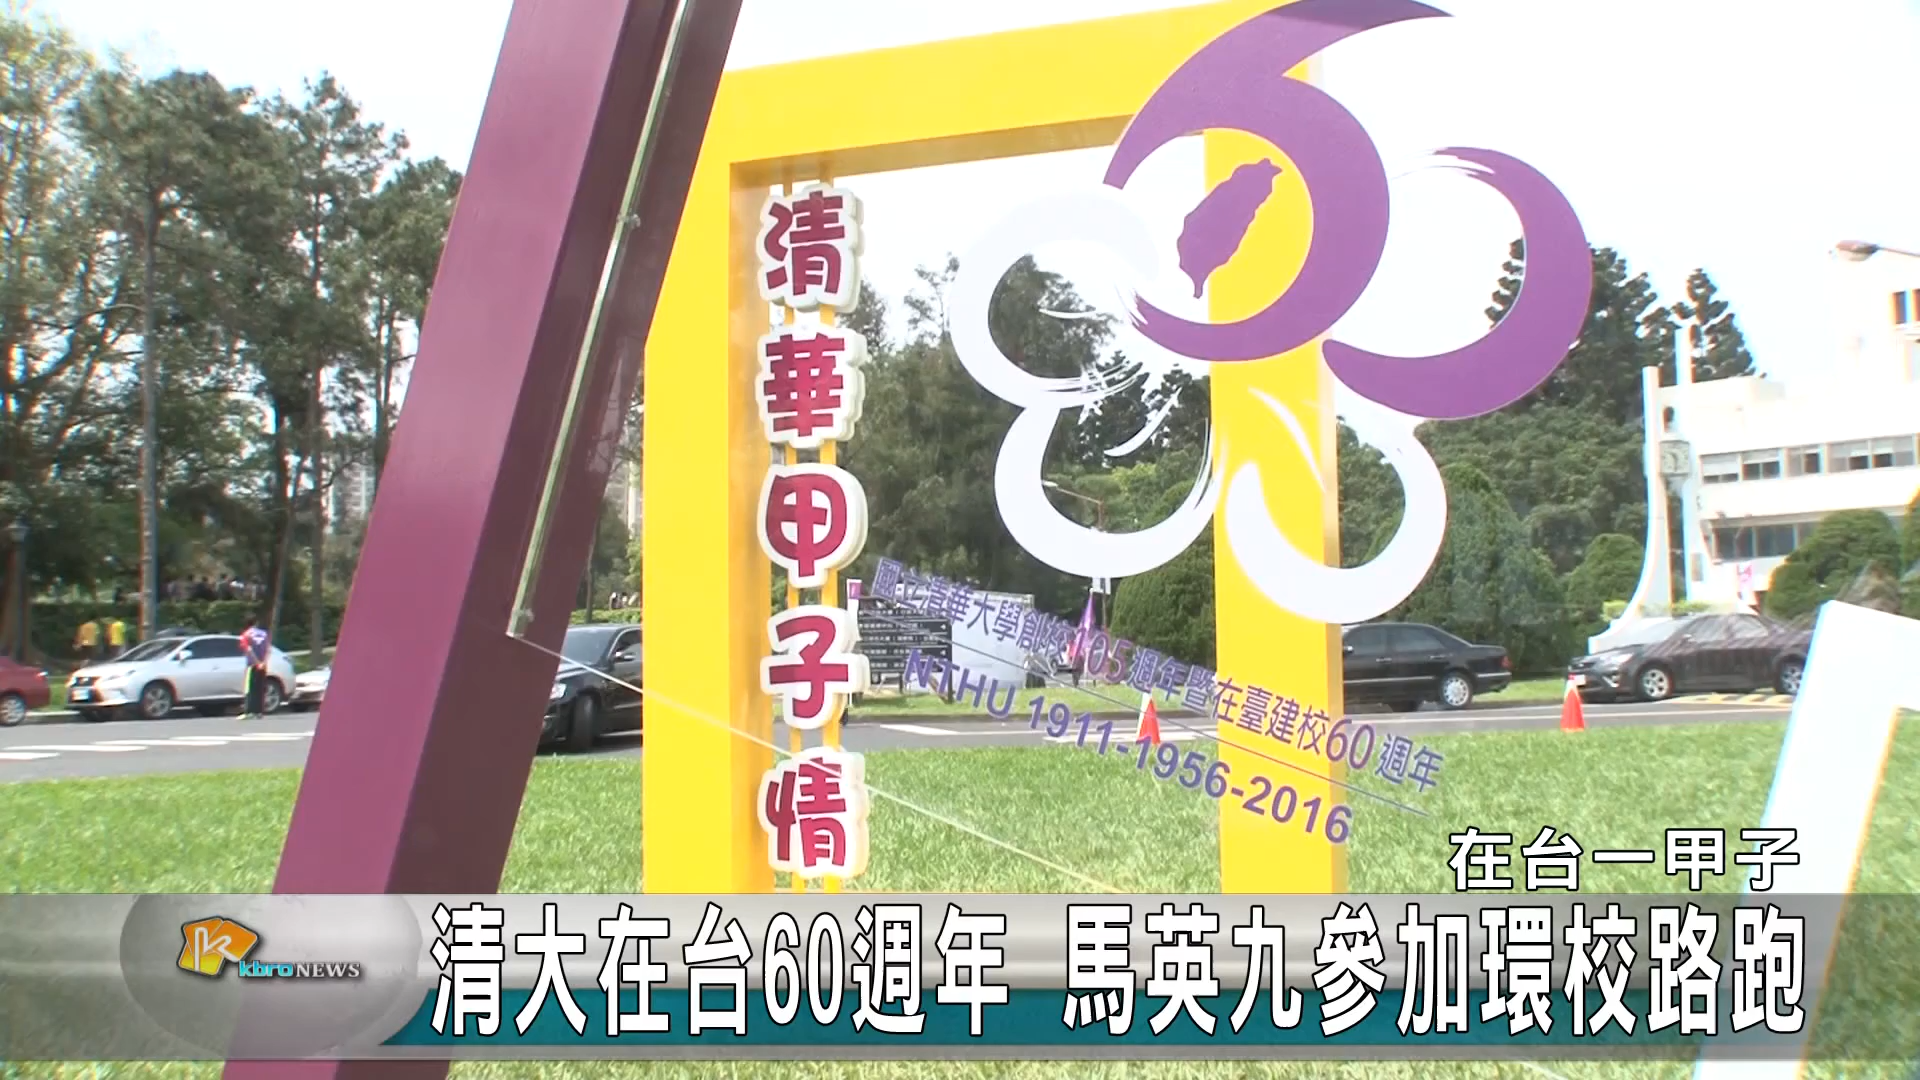 清華甲子情
國立清華大學創校105週年暨在臺建校60週年
NTHU 1911-1956-2016
在台一甲子
清大在台60週年 馬英九參加環校路跑
kbro NEWS